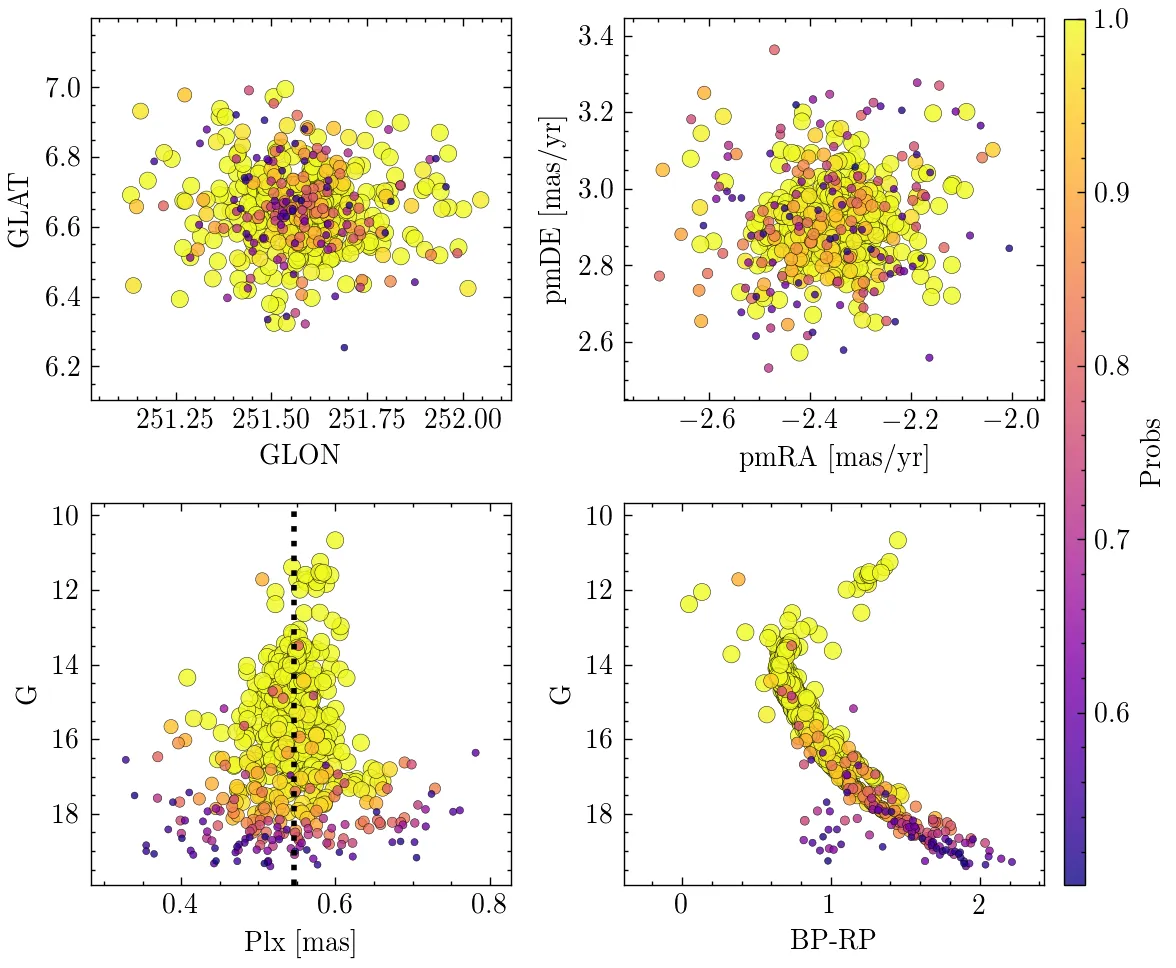 7.0
6.8
6.6
6.4
6.2
GLAT
251.25 251.50 251.75 252.00
GLON
3.4
3.2
3.0
2.8
2.6
pmDE [mas/yr]
−2.6 −2.4 −2.2 −2.0
pmRA [mas/yr]
1.0
0.9
0.8
0.7
0.6
Probs
10
12
14
16
18
G
0.4 0.6 0.8
Plx [mas]
10
12
14
16
18
G
0 1 2
BP-RP